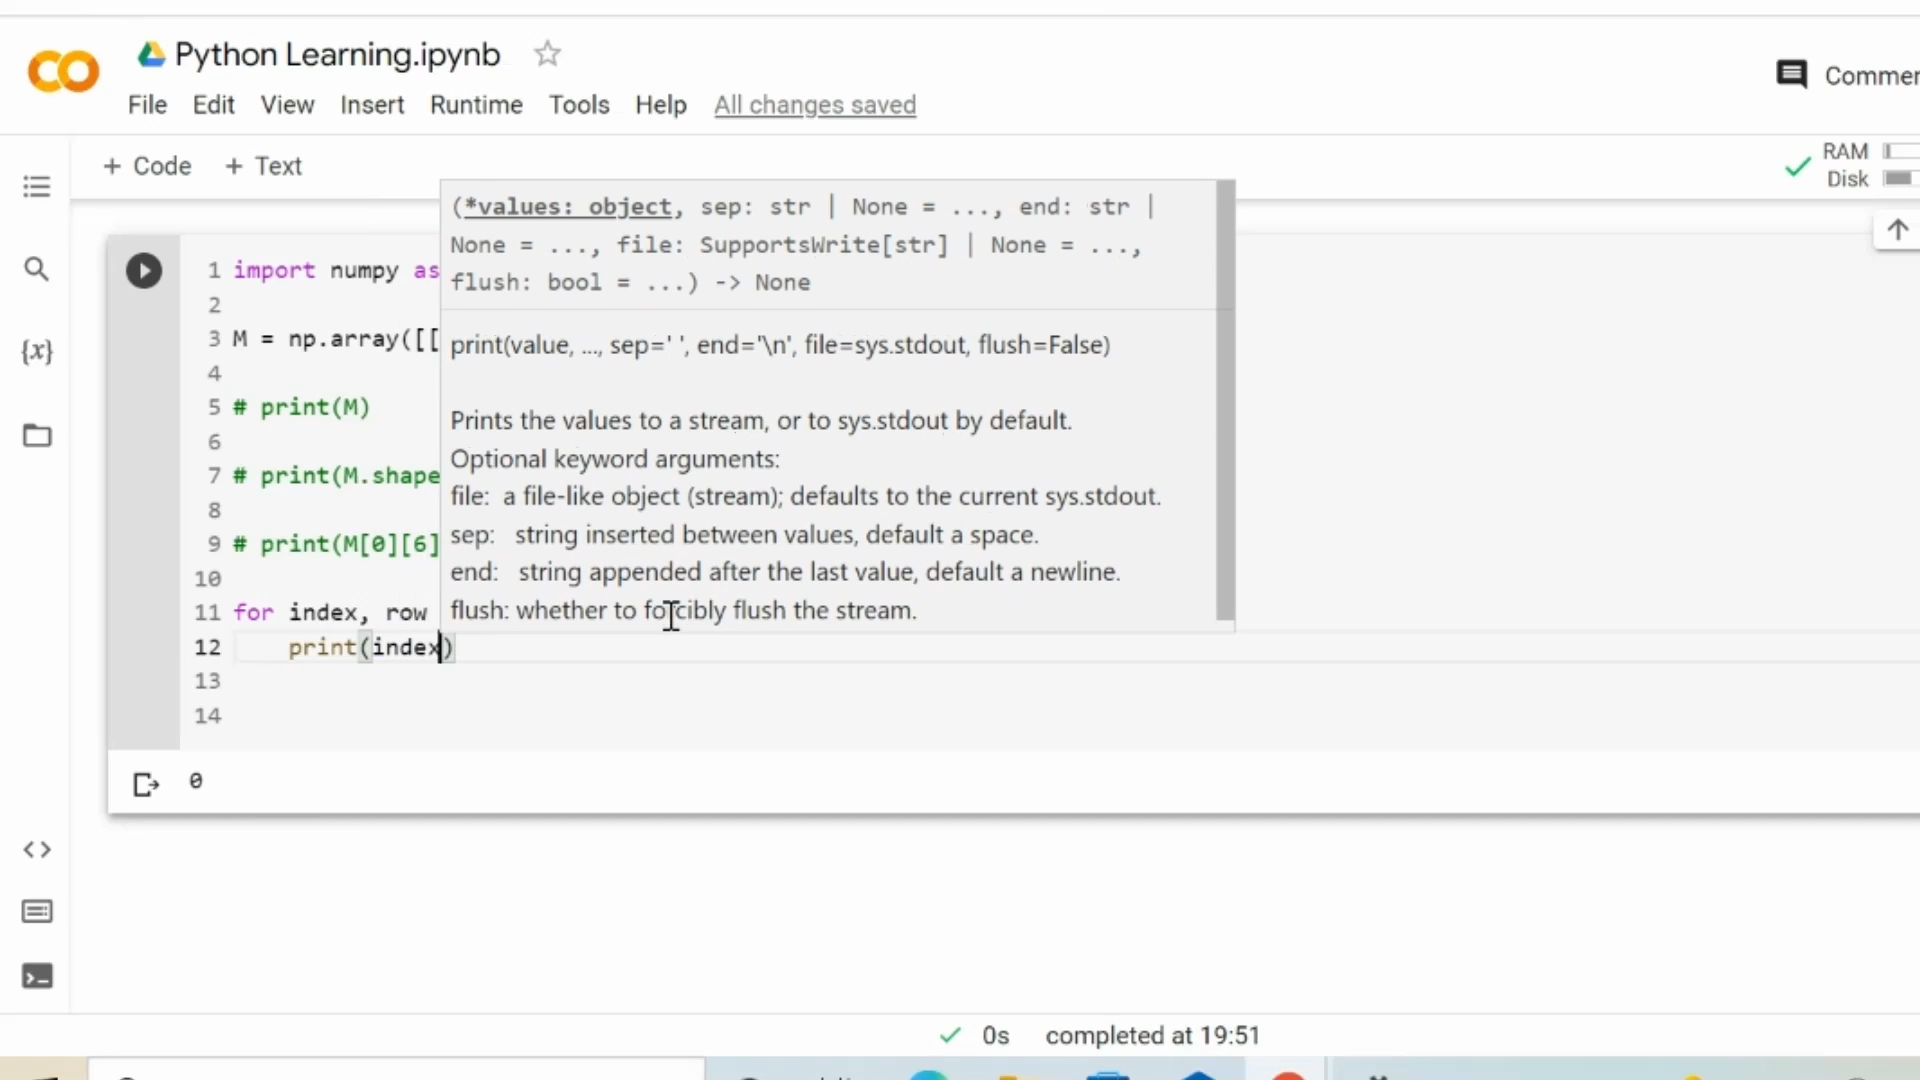 Python Learning.ipynb
File Edit View Insert Runtime Tools Help All changes saved
Commen
+ Code + Text
RAM
Disk
(*values: object, sep: str | None = ..., end: str |
None = ..., file: SupportsWrite[str] | None = ...,
flush: bool = ...) -> None
print(value, ..., sep=' ', end='\n', file=sys.stdout, flush=False)
Prints the values to a stream, or to sys.stdout by default.
Optional keyword arguments:
file: a file-like object (stream); defaults to the current sys.stdout.
sep: string inserted between values, default a space.
end: string appended after the last value, default a newline.
flush: whether to forcibly flush the stream.
1 import numpy as
2
3 M = np.array([[
4
5 # print(M)
6
7 # print(M.shape
8
9 # print(M[0][6]
10
11 for index, row
12 print(index)
13
14
{x}
0
0s completed at 19:51